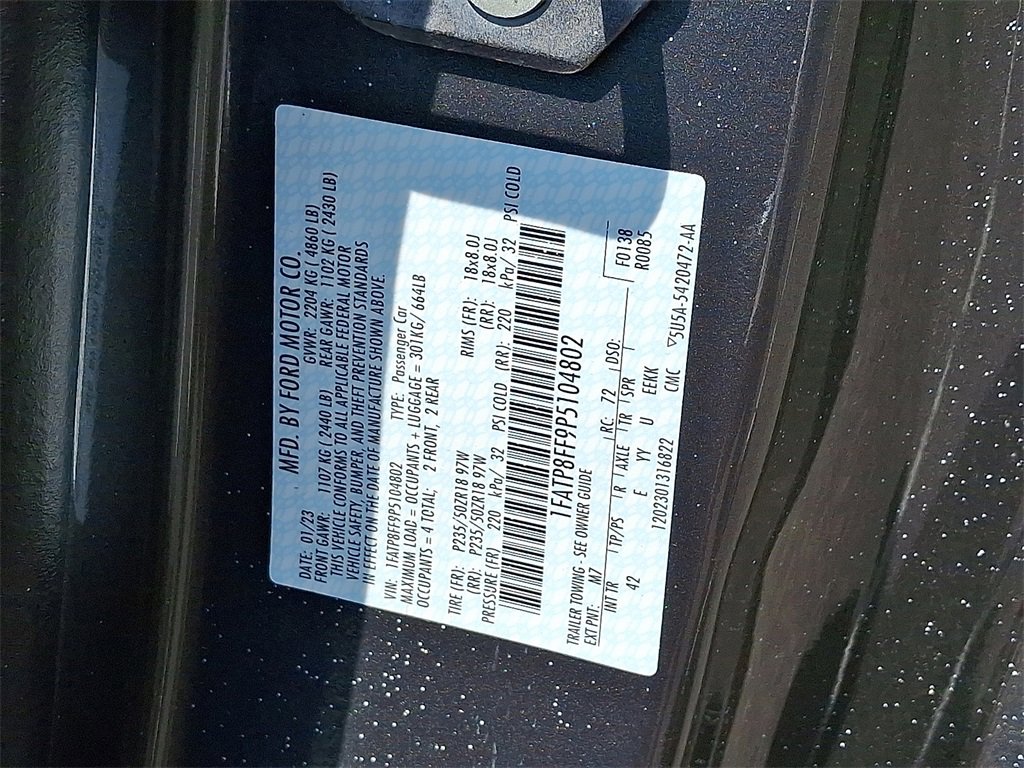 MFD. BY FORD MOTOR CO.
DATE: 01/23 GVWR: 2204 KG ( 4860 LB)
FRONT GAWR: 1107 KG ( 2440 LB) REAR GAWR: 1102 KG ( 2430 LB)
THIS VEHICLE CONFORMS TO ALL APPLICABLE FEDERAL MOTOR
VEHICLE SAFETY, BUMPER, AND THEFT PREVENTION STANDARDS
IN EFFECT ON THE DATE OF MANUFACTURE SHOWN ABOVE.
VIN: 1FATP8FF9P5104802 TYPE: Passenger Car
MAXIMUM LOAD = OCCUPANTS + LUGGAGE = 301KG/ 664LB
OCCUPANTS = 4 TOTAL, 2 FRONT, 2 REAR
TIRE (FR): P235/50ZR18 97W RIMS (FR): 18x8.0J
(RR): P235/50ZR18 97W (RR): 18x8.0J
PRESSURE (FR) 220 kPa/ 32 PSI COLD (RR): 220 kPa/ 32 PSI COLD
1FATP8FF9P5104802
TRAILER TOWING - SEE OWNER GUIDE
EXT PNT: M7 RC: 72 DSO: F0138
R0085
INT TR TP/PS R AXLE TR SPR
42 E YY U EEKK
1202301316822 CMC ▽5U5A-5420472-AA